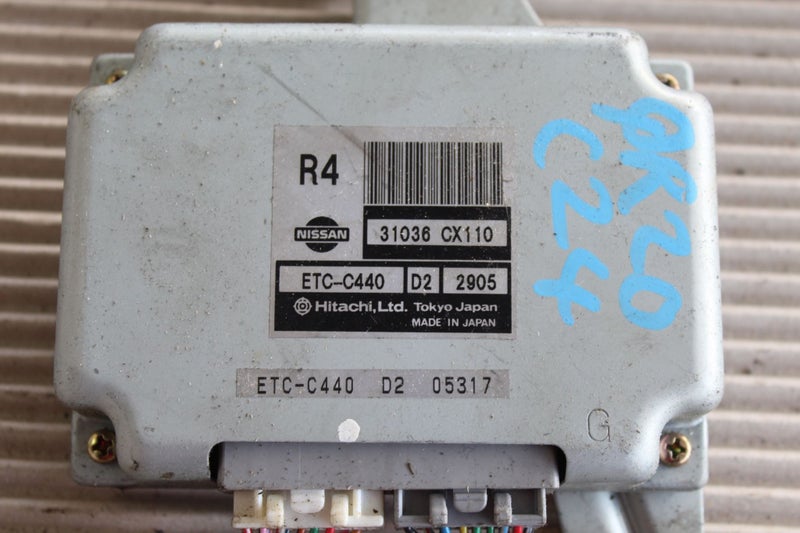 R4
NISSAN
31036 CX110
ETC-C440 D2 2905
Hitachi,Ltd. Tokyo Japan
MADE IN JAPAN
ETC-C440 D2 05317
G
QR20
C24